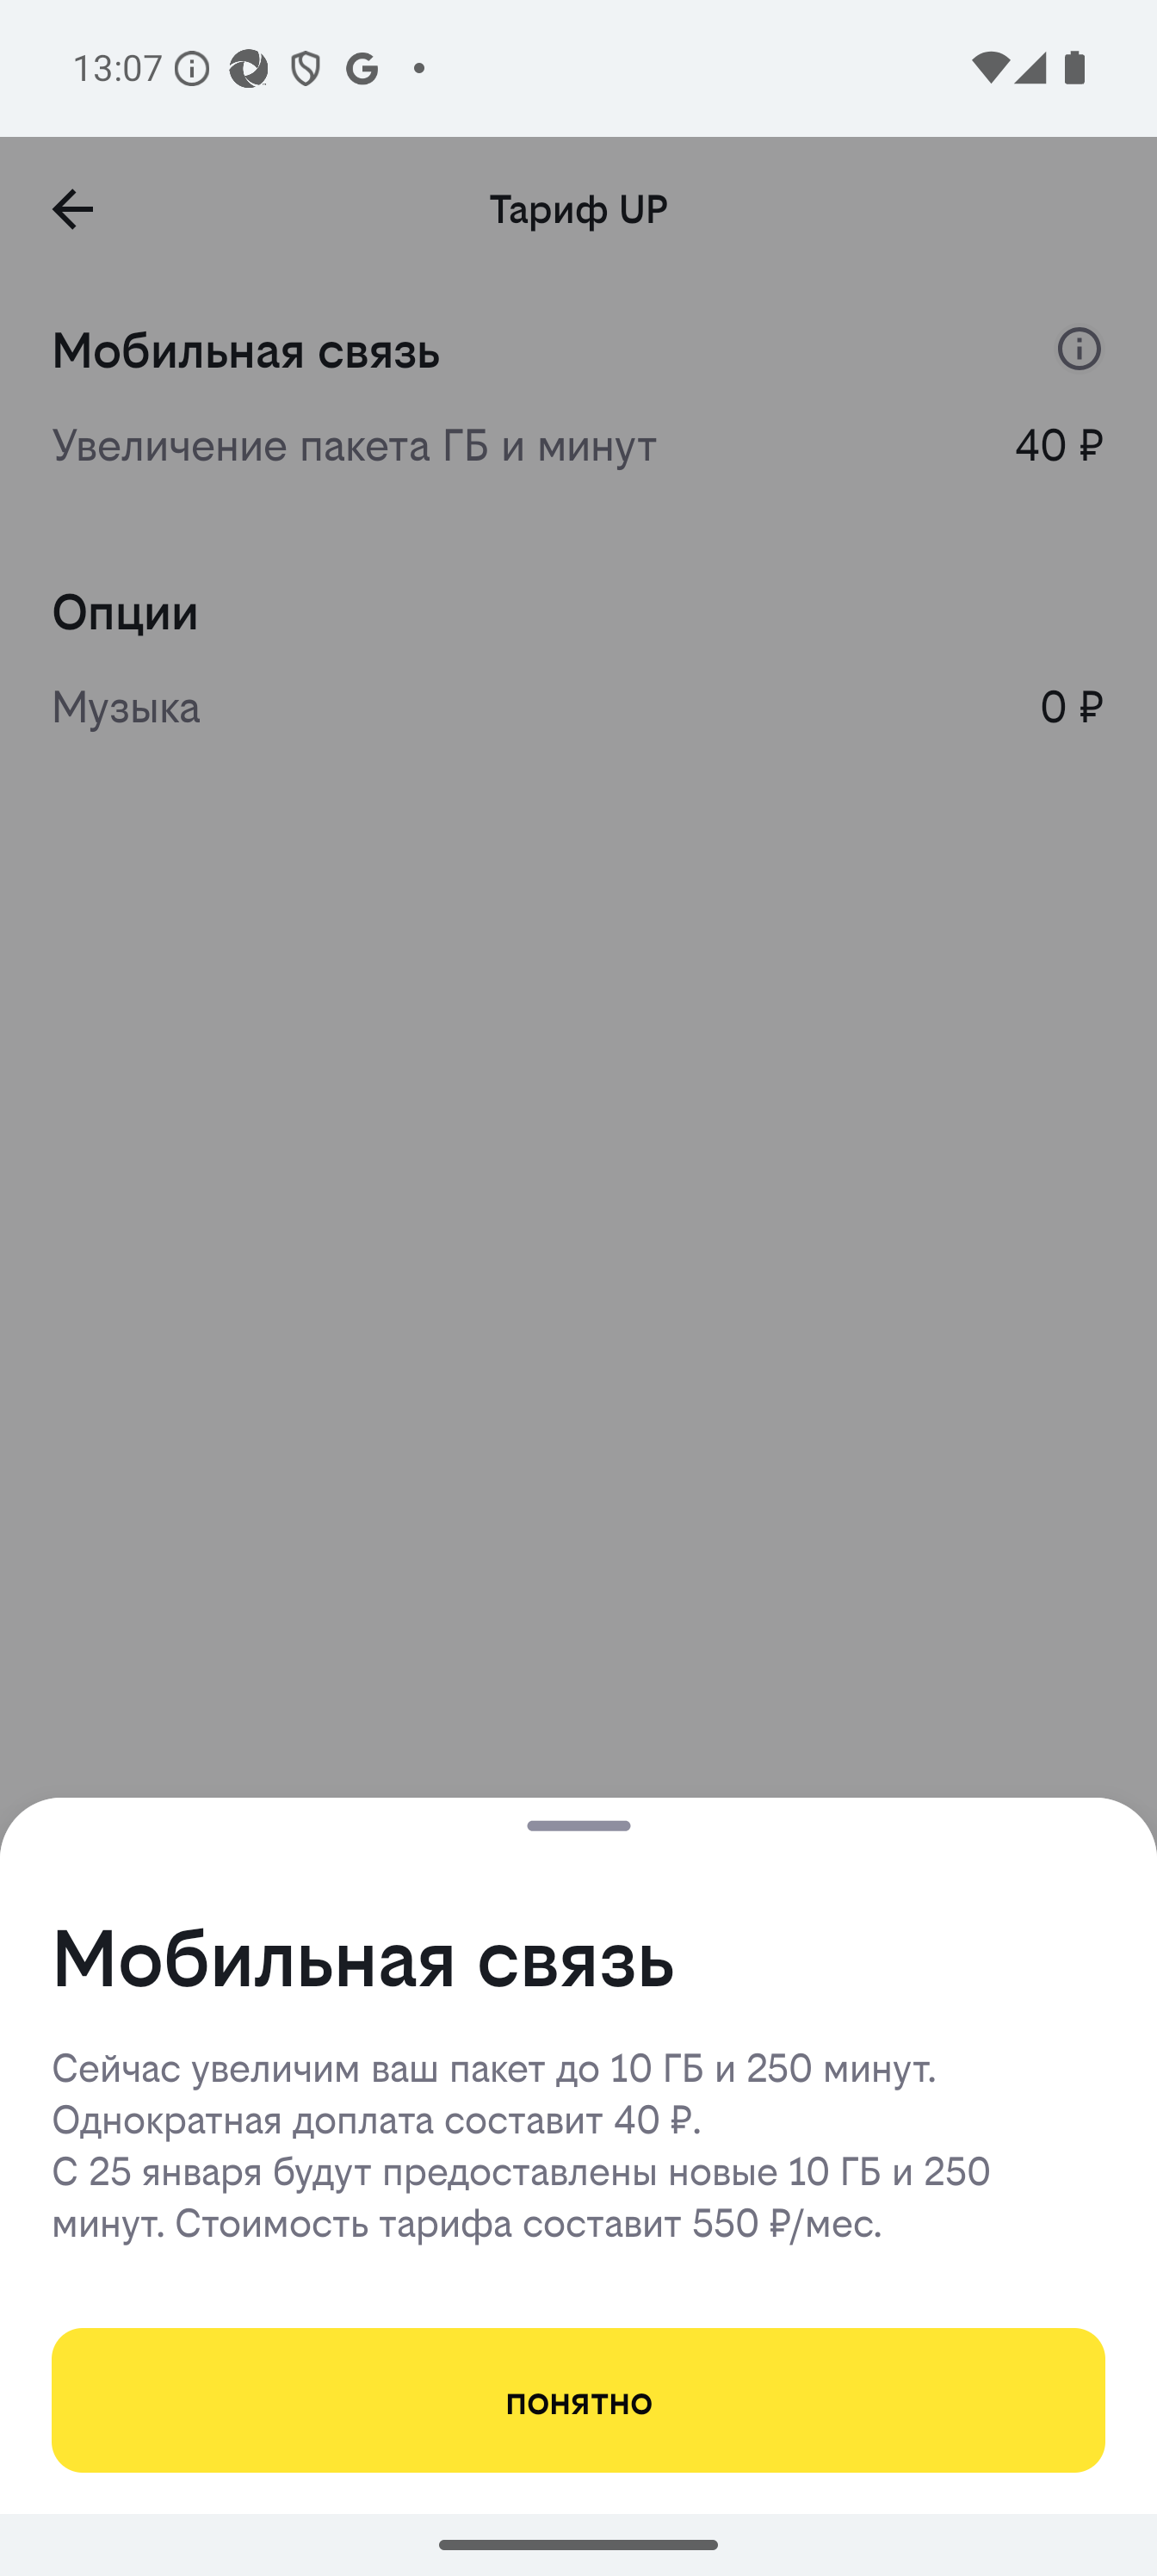 13:07
Тариф UP
Мобильная связь
Увеличение пакета ГБ и минут 40 ₽
Опции
Музыка 0 ₽
Мобильная связь
Сейчас увеличим ваш пакет до 10 ГБ и 250 минут.
Однократная доплата составит 40 ₽.
С 25 января будут предоставлены новые 10 ГБ и 250
минут. Стоимость тарифа составит 550 ₽/мес.
понятно